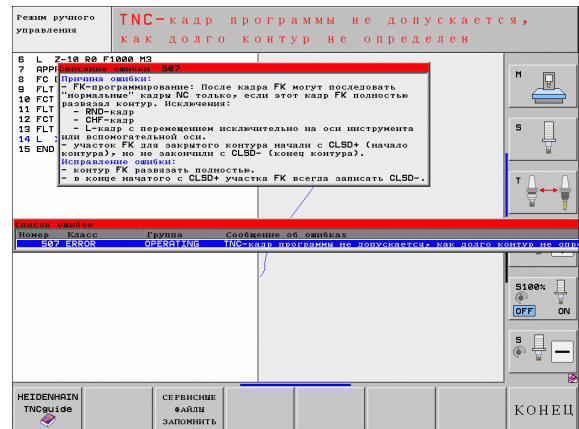 Режим ручного
управления
TNC-кадр программы не допускается,
как долго контур не определен
6 L Z-10 R0 F1000 M3
7 APP
8 FC
9 FLT
10 FCT
11 FLT
12 FCT
13 FLT
14 L
15 END
Описание ошибки 507
Причина ошибки:
- FK-программирование: После кадра FK могут последовать
"нормальные" кадры NC только, если этот кадр FK полностью
развязал контур. Исключения:
- RND-кадр
- CHF-кадр
- L-кадр с перемещением исключительно на оси инструмента
или вспомогательной оси.
- участок FK для закрытого контура начали с CLSD+ (начало
контура), но не закончили с CLSD- (конец контура).
Исправление ошибки:
- контур FK развязать полностью.
- в конце начатого с CLSD+ участка FK всегда записать CLSD-.
Список ошибок
Номер Класс Группа Сообщение об ошибках
507 ERROR OPERATING TNC-кадр программы не допускается, как долго контур не опр
M
S
T
S100%
OFF ON
S
HEIDENHAIN
TNCguide
СЕРВИСНЫЕ
ФАЙЛЫ
ЗАПОМНИТЬ
КОНЕЦ